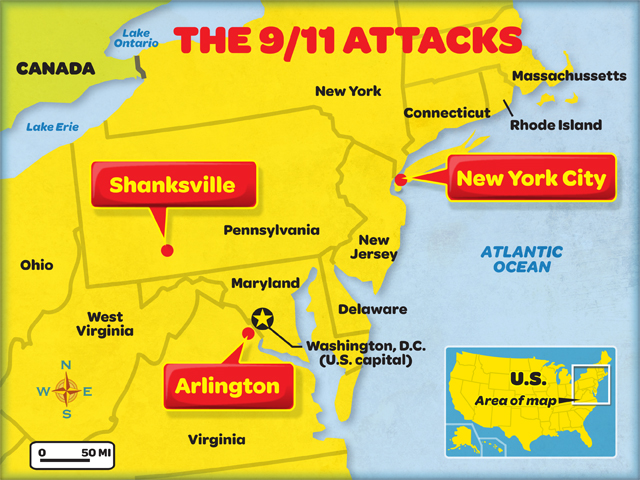 THE 9/11 ATTACKS
Lake
Ontario
CANADA
Massachusetts
New York
Connecticut
Rhode Island
Lake Erie
Shanksville
New York City
Pennsylvania
New
Jersey
ATLANTIC
OCEAN
Ohio
Maryland
Delaware
West
Virginia
Washington, D.C.
(U.S. capital)
Arlington
Virginia
N
W
E
S
0 50 MI
U.S.
Area of map